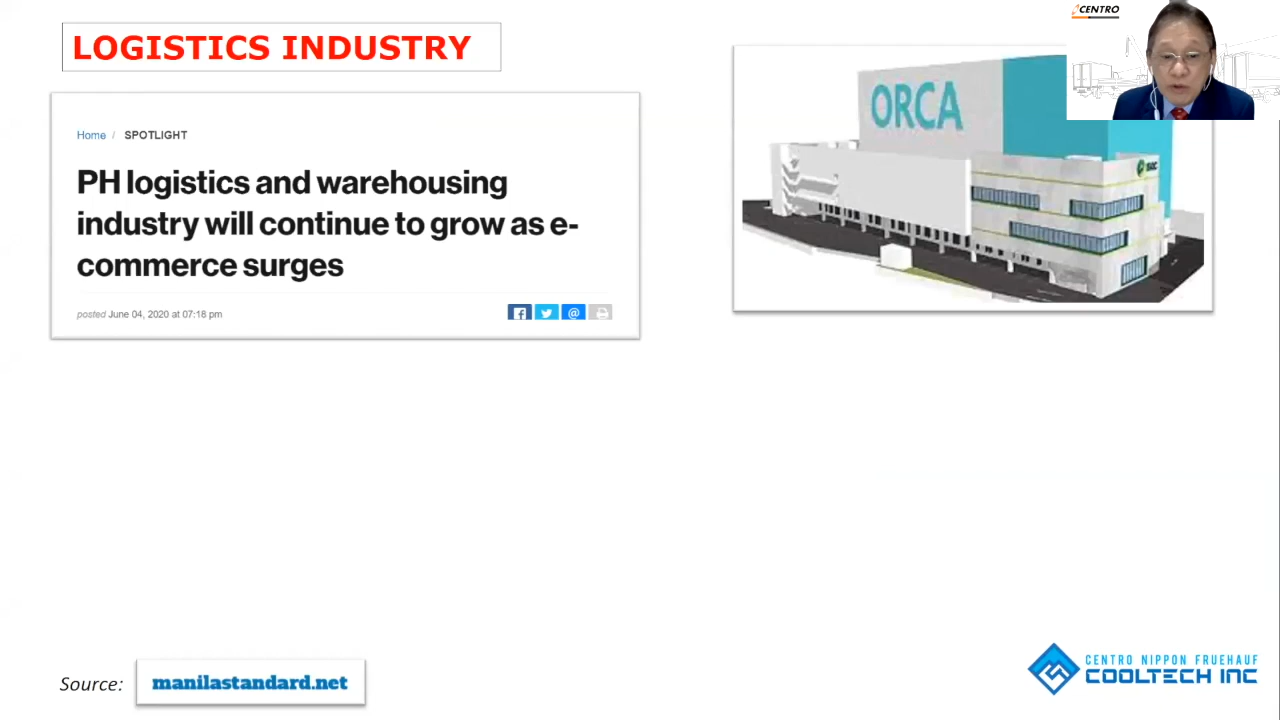 LOGISTICS INDUSTRY
CENTRO
Home / SPOTLIGHT
PH logistics and warehousing
industry will continue to grow as e-
commerce surges
posted June 04, 2020 at 07:18 pm
ORCA
Source: manilastandard.net
CENTRO NIPPON FRUEHAUF
COOLTECH INC